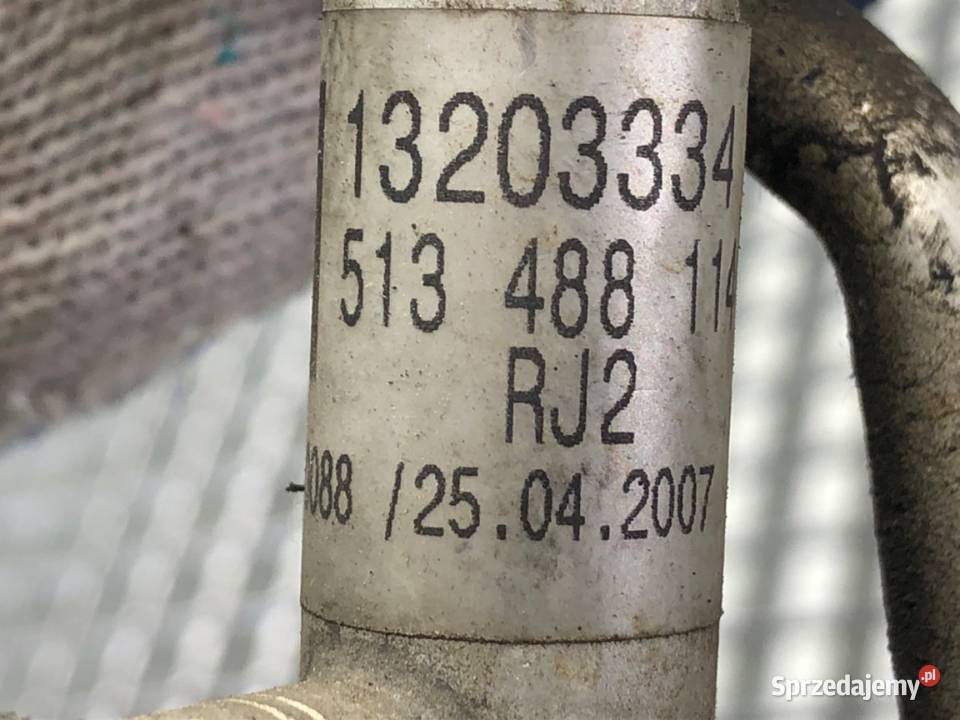 13203334
513 488 114
RJ2
088 /25.04.2007
Sprzedajemy.pl